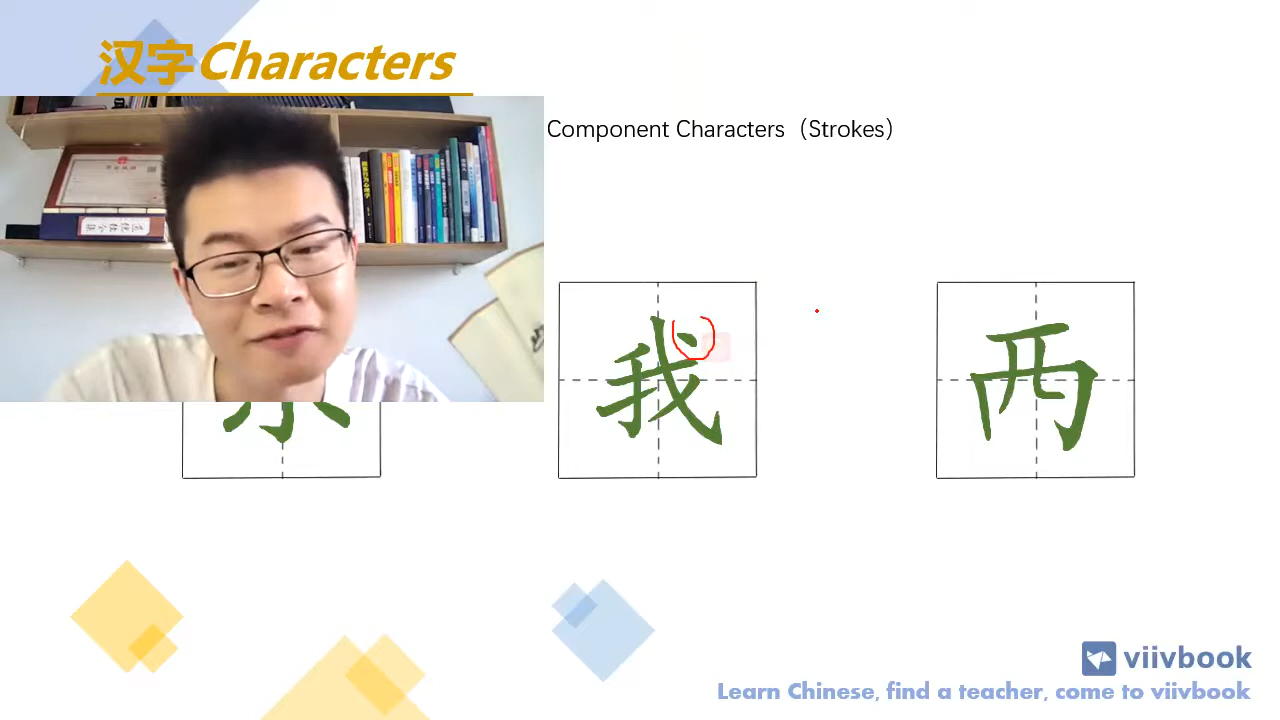 汉字Characters
Component Characters（Strokes）
我
西
viivbook
Learn Chinese, find a teacher, come to viivbook